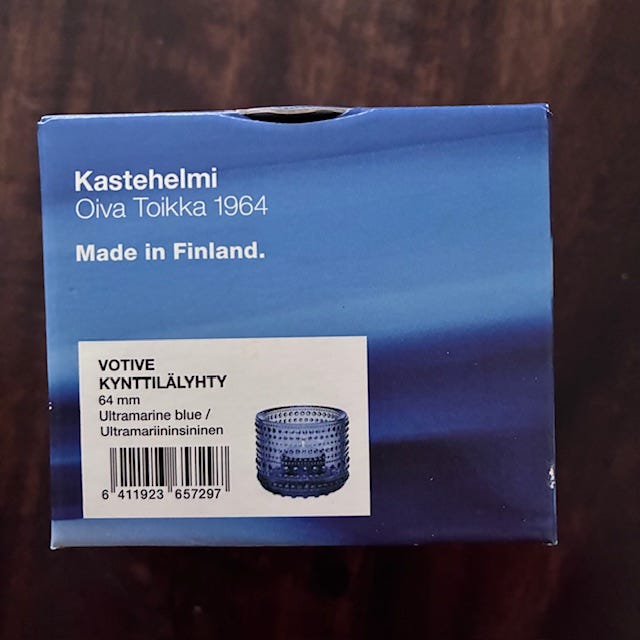 Kastehelmi
Oiva Toikka 1964
Made in Finland.
VOTIVE
KYNTTILÄLYHTY
64 mm
Ultramarine blue /
Ultramariininsininen
6 411923 657297